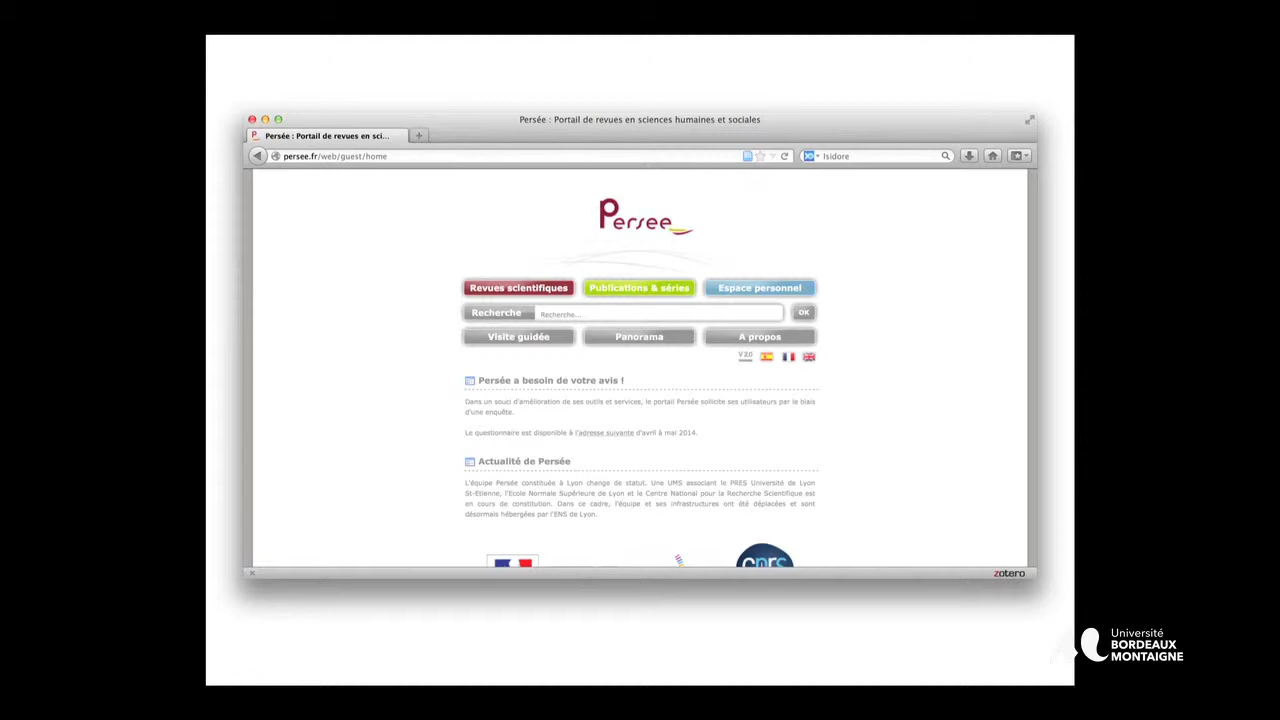 Persée : Portail de revues en sciences humaines et sociales
Persée : Portail de revues en sci...
persee.fr/web/guest/home
Isidore
Persee
Revues scientifiques
Publications & séries
Espace personnel
Recherche
Recherche...
OK
Visite guidée
Panorama
A propos
V2.0
Persée a besoin de votre avis !
Dans un souci d'amélioration de ses outils et services, le portail Persée sollicite ses utilisateurs par le biais
d'une enquête.
Le questionnaire est disponible à l'adresse suivante d'avril à mai 2014.
Actualité de Persée
L'équipe Persée constituée à Lyon change de statut. Une UMS associant le PRES Université de Lyon
St-Etienne, l'Ecole Normale Supérieure de Lyon et le Centre National pour la Recherche Scientifique est
en cours de constitution. Dans ce cadre, l'équipe et ses infrastructures ont été déplacées et sont
désormais hébergées par l'ENS de Lyon.
cnrs
zotero
Université
BORDEAUX
MONTAIGNE